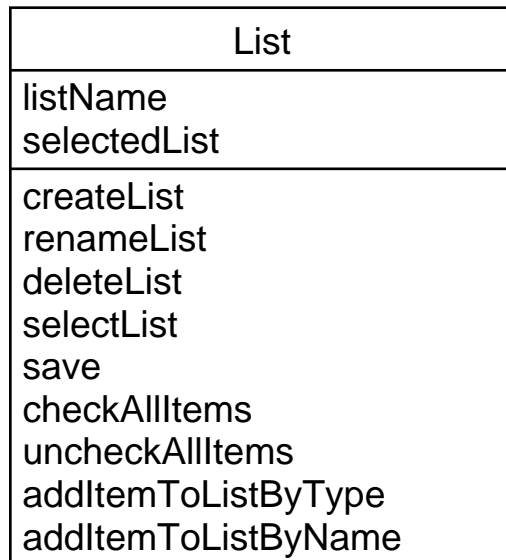 List
listName
selectedList
createList
renameList
deleteList
selectList
save
checkAllItems
uncheckAllItems
addItemToListByType
addItemToListByName